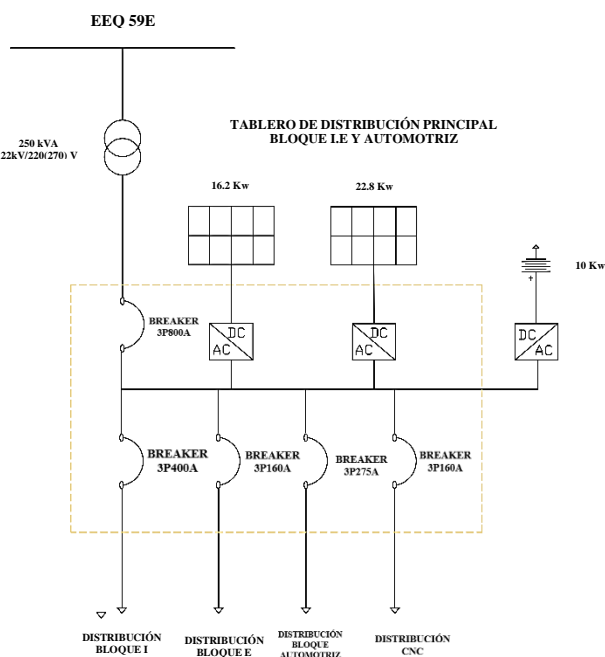 EEQ 59E
250 kVA
22kV/220(270) V
TABLERO DE DISTRIBUCIÓN PRINCIPAL
BLOQUE I.E Y AUTOMOTRIZ
16.2 Kw
22.8 Kw
10 Kw
+
BREAKER
3P800A
DC
AC
DC
AC
DC
AC
BREAKER
3P400A
BREAKER
3P160A
BREAKER
3P275A
BREAKER
3P160A
DISTRIBUCIÓN
BLOQUE I
DISTRIBUCIÓN
BLOQUE E
DISTRIBUCIÓN
BLOQUE
AUTOMOTRIZ
DISTRIBUCIÓN
CNC